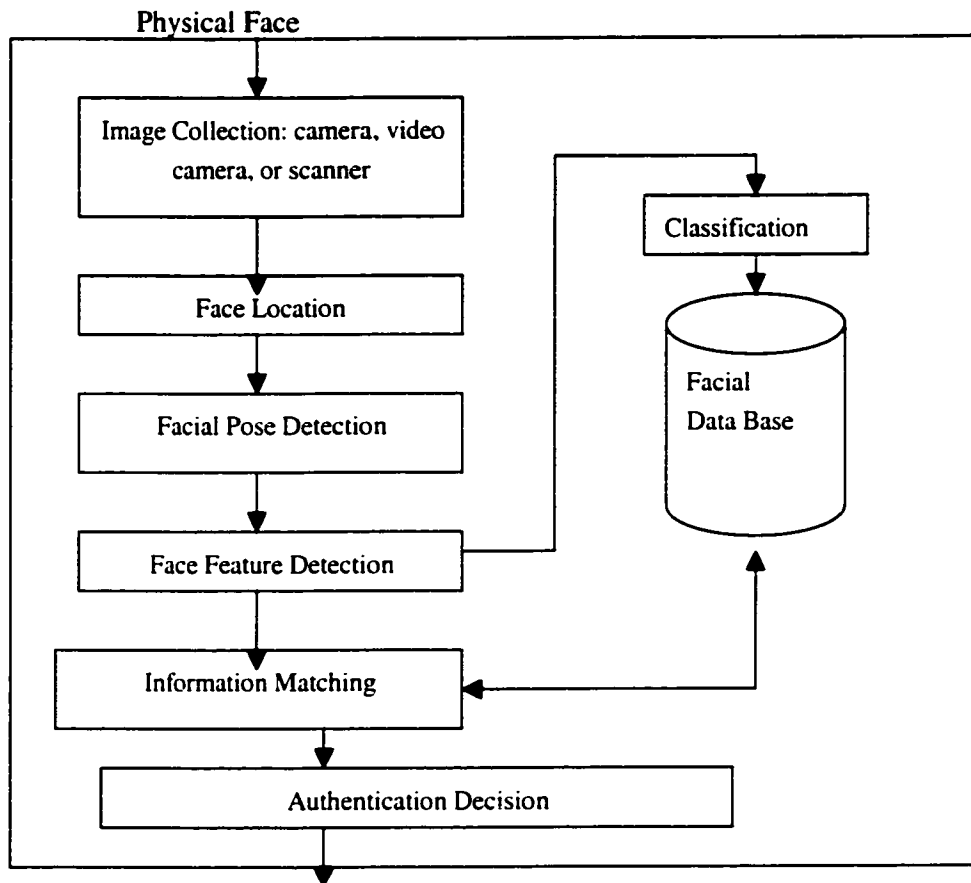 Physical Face
Image Collection: camera, video
camera, or scanner
Classification
Face Location
Facial
Data Base
Facial Pose Detection
Face Feature Detection
Information Matching
Authentication Decision